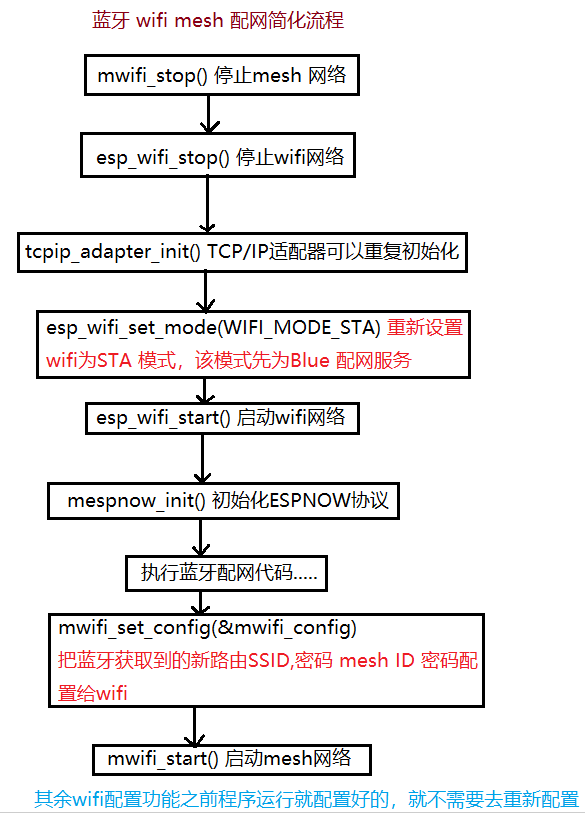 蓝牙 wifi mesh 配网简化流程
mwifi_stop() 停止mesh 网络
esp_wifi_stop() 停止wifi网络
tcpip_adapter_init() TCP/IP适配器可以重复初始化
esp_wifi_set_mode(WIFI_MODE_STA) 重新设置
wifi为STA 模式，该模式先为Blue 配网服务
esp_wifi_start() 启动wifi网络
mespnow_init() 初始化ESPNOW协议
执行蓝牙配网代码.....
mwifi_set_config(&mwifi_config)
把蓝牙获取到的新路由SSID,密码 mesh ID 密码配
置给wifi
mwifi_start() 启动mesh网络
其余wifi配置功能之前程序运行就配置好的，就不需要去重新配置